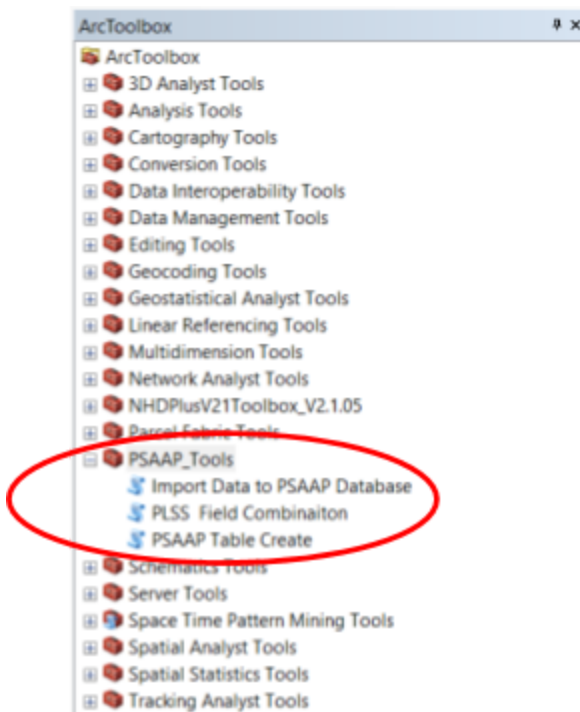 ArcToolbox
ArcToolbox
3D Analyst Tools
Analysis Tools
Cartography Tools
Conversion Tools
Data Interoperability Tools
Data Management Tools
Editing Tools
Geocoding Tools
Geostatistical Analyst Tools
Linear Referencing Tools
Multidimension Tools
Network Analyst Tools
NHDPlusV21Toolbox_V2.1.05
Parcel Fabric Tools
PSAAP_Tools
Import Data to PSAAP Database
PLSS Field Combinaiton
PSAAP Table Create
Schematics Tools
Server Tools
Space Time Pattern Mining Tools
Spatial Analyst Tools
Spatial Statistics Tools
Tracking Analyst Tools